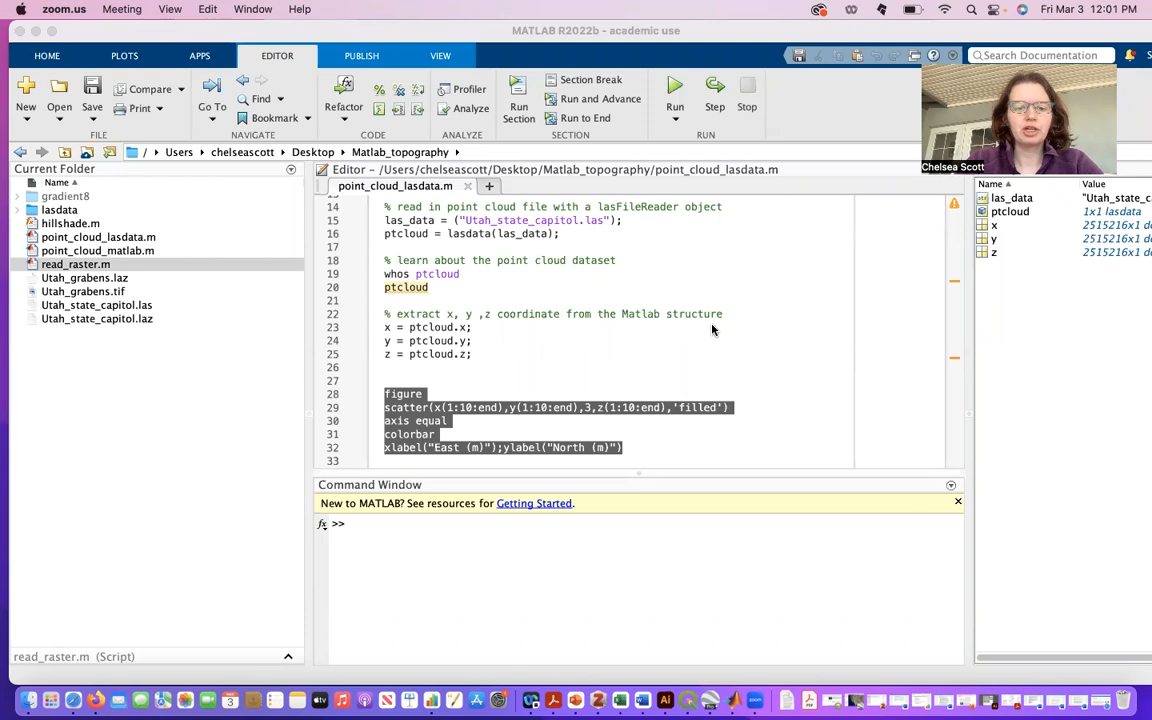 zoom.us Meeting View Edit Window Help Fri Mar 3 12:01 PM
MATLAB R2022b - academic use
HOME PLOTS APPS EDITOR PUBLISH VIEW Search Documentation
New Open Save Compare Print Go To Find Bookmark Refactor Profiler Analyze Run Section Section Break Run and Advance Run to End Run Step Stop
FILE NAVIGATE CODE ANALYZE SECTION RUN
Chelsea Scott
/ Users chelseascott Desktop Matlab_topography
Current Folder
Name
gradient8
lasdata
hillshade.m
point_cloud_lasdata.m
point_cloud_matlab.m
read_raster.m
Utah_grabens.laz
Utah_grabens.tif
Utah_state_capitol.las
Utah_state_capitol.laz
read_raster.m (Script)
Editor - /Users/chelseascott/Desktop/Matlab_topography/point_cloud_lasdata.m
point_cloud_lasdata.m
14 % read in point cloud file with a lasFileReader object
15 las_data = ("Utah_state_capitol.las");
16 ptcloud = lasdata(las_data);
17
18 % learn about the point cloud dataset
19 whos ptcloud
20 ptcloud
21
22 % extract x, y ,z coordinate from the Matlab structure
23 x = ptcloud.x;
24 y = ptcloud.y;
25 z = ptcloud.z;
26
27
28 figure
29 scatter(x(1:10:end),y(1:10:end),3,z(1:10:end),'filled')
30 axis equal
31 colorbar
32 xlabel("East (m)");ylabel("North (m)")
33
Command Window
New to MATLAB? See resources for Getting Started.
fx >>
Name Value
las_data "Utah_state_c
ptcloud 1x1 lasdata
x 2515216x1 d
y 2515216x1 d
z 2515216x1 d